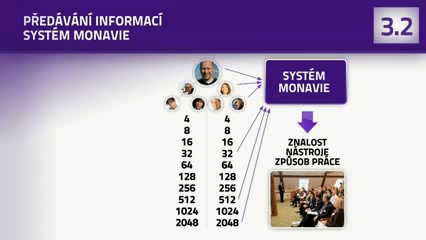 PŘEDÁVÁNÍ INFORMACÍ
SYSTÉM MONAVIE
3.2
SYSTÉM
MONAVIE
4 4
8 8
16 16
32 32
64 64
128 128
256 256
512 512
1024 1024
2048 2048
ZNALOST
NÁSTROJE
ZPŮSOB PRÁCE